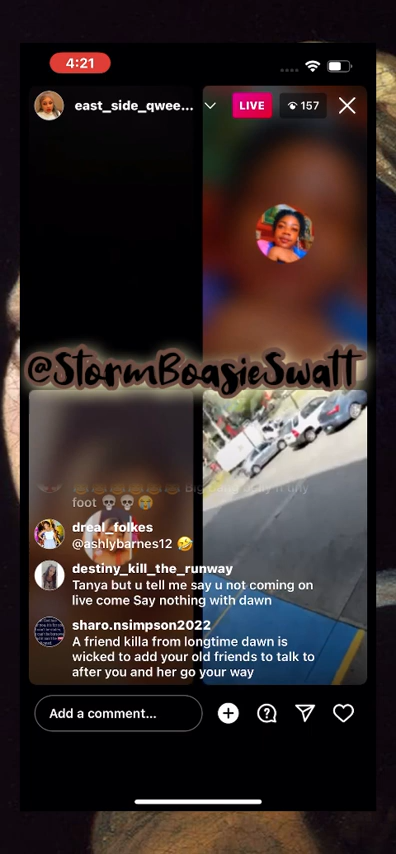 4:21
east_side_qwee...
LIVE
157
@StormBoasieSwatt
foot 💀💀😭
dreal_folkes
@ashlybarnes12 🤣
destiny_kill_the_runway
Tanya but u tell me say u not coming on
live come Say nothing with dawn
sharo.nsimpson2022
A friend killa from longtime dawn is
wicked to add your old friends to talk to
after you and her go your way
Add a comment...